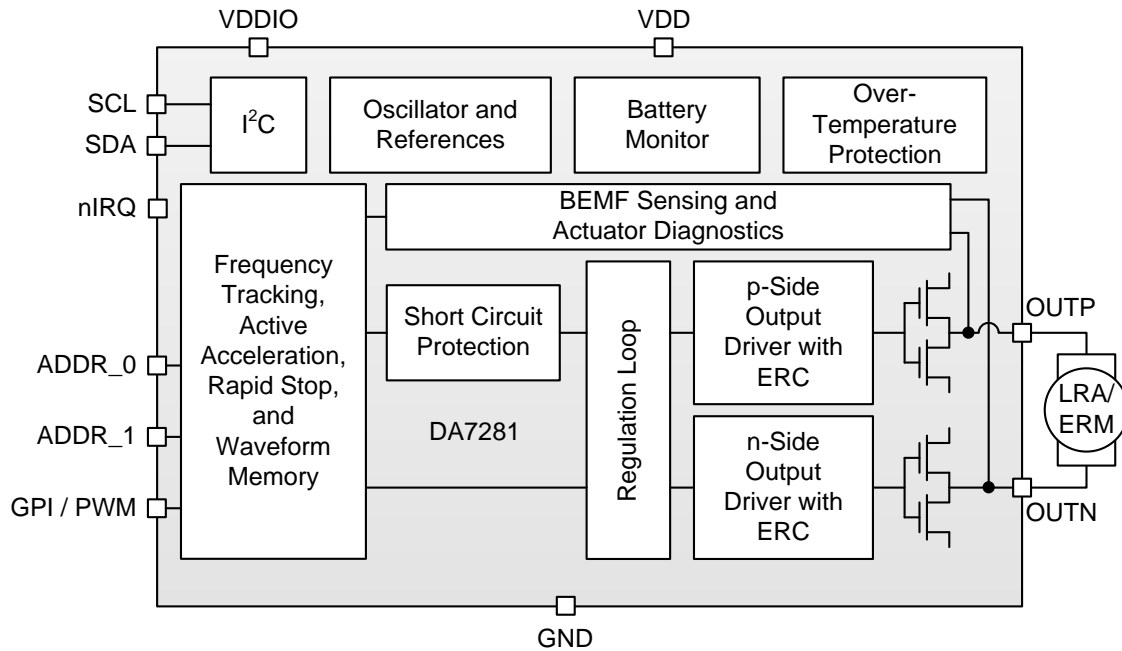 VDDIO
VDD
SCL
SDA
I²C
Oscillator and
References
Battery
Monitor
Over-
Temperature
Protection
nIRQ
BEMF Sensing and
Actuator Diagnostics
Frequency
Tracking,
Active
Acceleration,
Rapid Stop,
and
Waveform
Memory
Short Circuit
Protection
Regulation Loop
p-Side
Output
Driver with
ERC
OUTP
ADDR_0
LRA/
ERM
DA7281
ADDR_1
n-Side
Output
Driver with
ERC
GPI / PWM
OUTN
GND